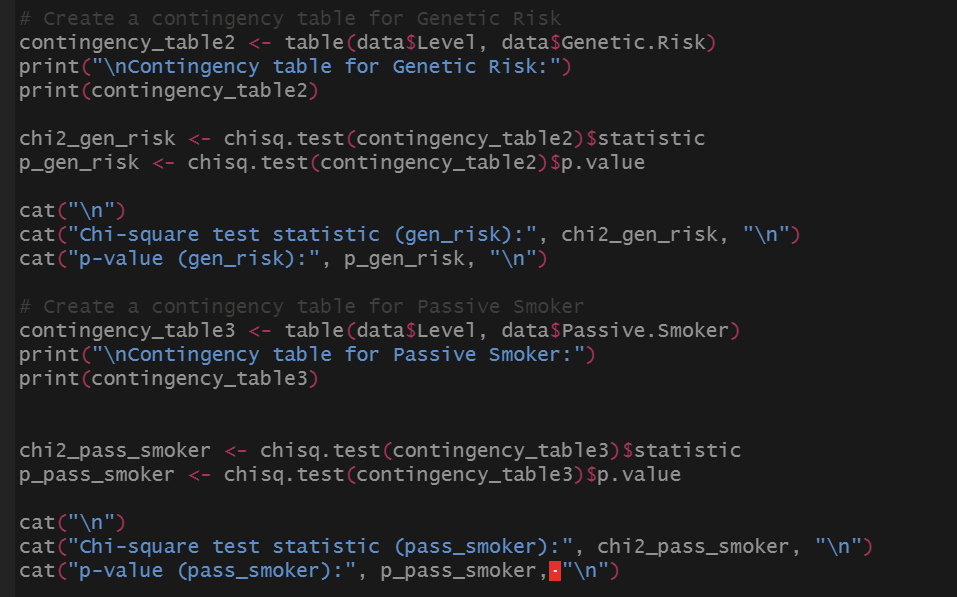 # Create a contingency table for Genetic Risk
contingency_table2 <- table(data$Level, data$Genetic.Risk)
print("\nContingency table for Genetic Risk:")
print(contingency_table2)
chi2_gen_risk <- chisq.test(contingency_table2)$statistic
p_gen_risk <- chisq.test(contingency_table2)$p.value
cat("\n")
cat("Chi-square test statistic (gen_risk):", chi2_gen_risk, "\n")
cat("p-value (gen_risk):", p_gen_risk, "\n")
# Create a contingency table for Passive Smoker
contingency_table3 <- table(data$Level, data$Passive.Smoker)
print("\nContingency table for Passive Smoker:")
print(contingency_table3)
chi2_pass_smoker <- chisq.test(contingency_table3)$statistic
p_pass_smoker <- chisq.test(contingency_table3)$p.value
cat("\n")
cat("Chi-square test statistic (pass_smoker):", chi2_pass_smoker, "\n")
cat("p-value (pass_smoker):", p_pass_smoker,·"\n")